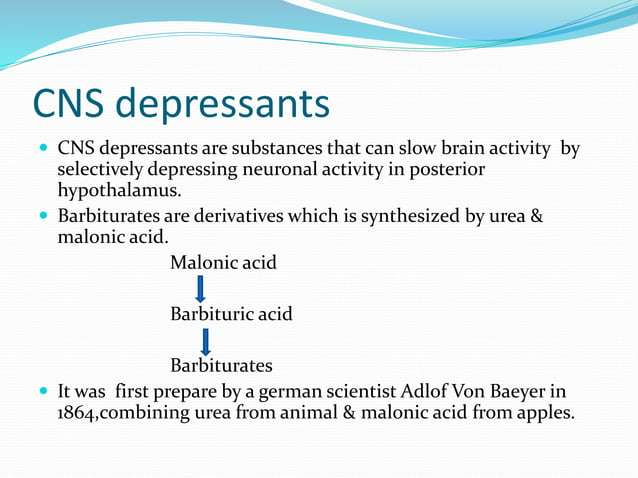 CNS depressants
CNS depressants are substances that can slow brain activity by
selectively depressing neuronal activity in posterior
hypothalamus.
Barbiturates are derivatives which is synthesized by urea &
malonic acid.
Malonic acid
Barbituric acid
Barbiturates
It was first prepare by a german scientist Adlof Von Baeyer in
1864,combining urea from animal & malonic acid from apples.